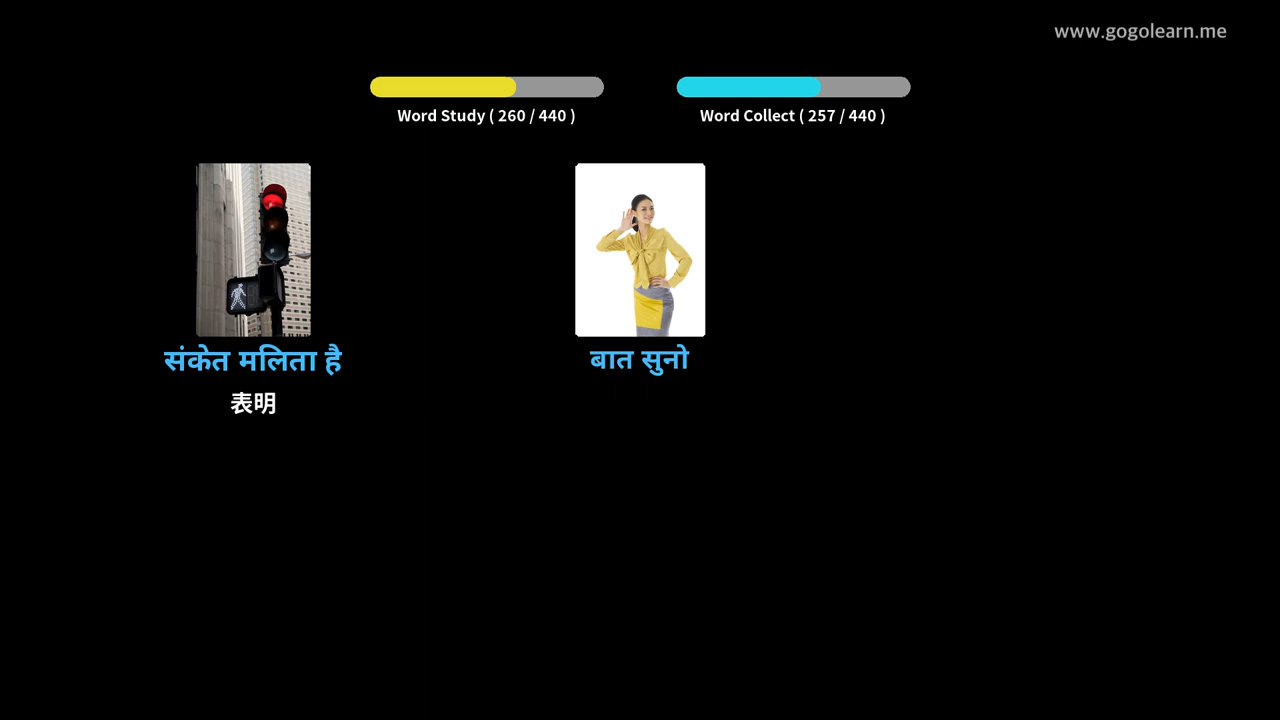 www.gogolearn.me
Word Study ( 260 / 440 )
Word Collect ( 257 / 440 )
संकेत मलिता है
बात सुनो
表明